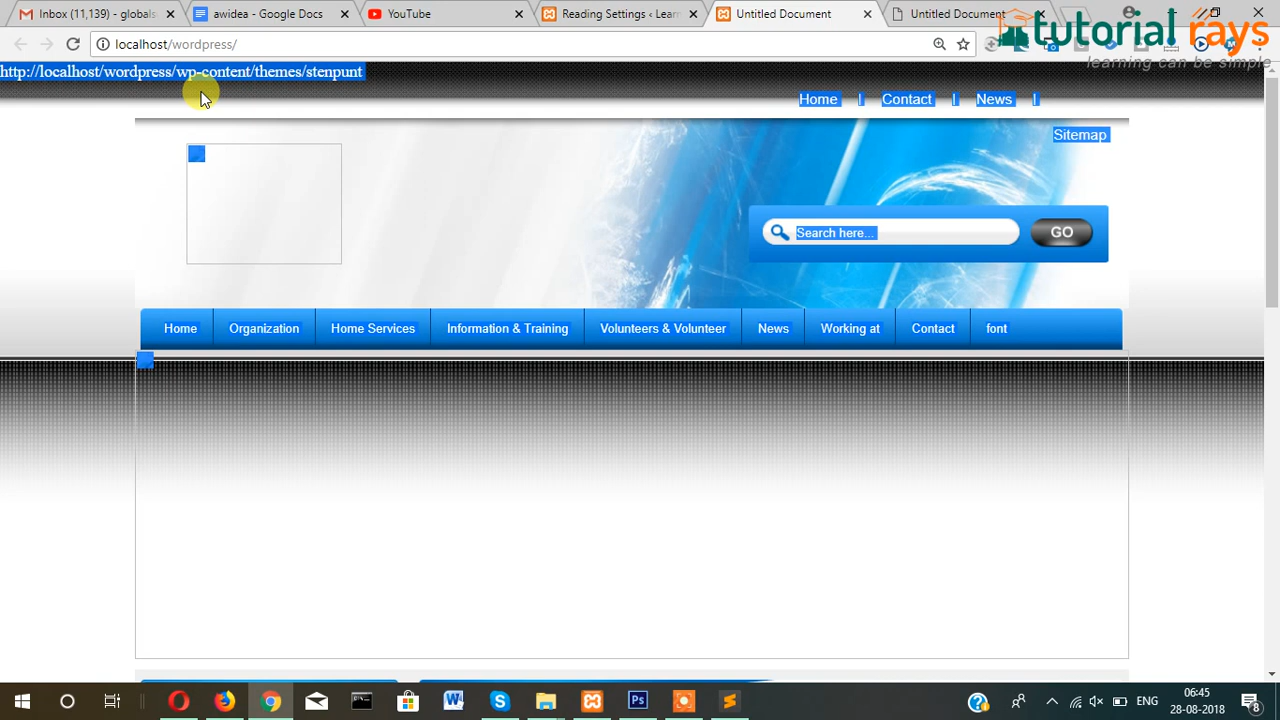 Inbox (11,139) - globals
awidea - Google Docs
YouTube
Reading Settings ‹ Learn
Untitled Document
Untitled Document
tutorial rays
learning can be simple
localhost/wordpress/
http://localhost/wordpress/wp-content/themes/stenpunt
Home | Contact | News |
Sitemap
Search here...
GO
Home
Organization
Home Services
Information & Training
Volunteers & Volunteer
News
Working at
Contact
font
ENG
06:45
28-08-2018
8